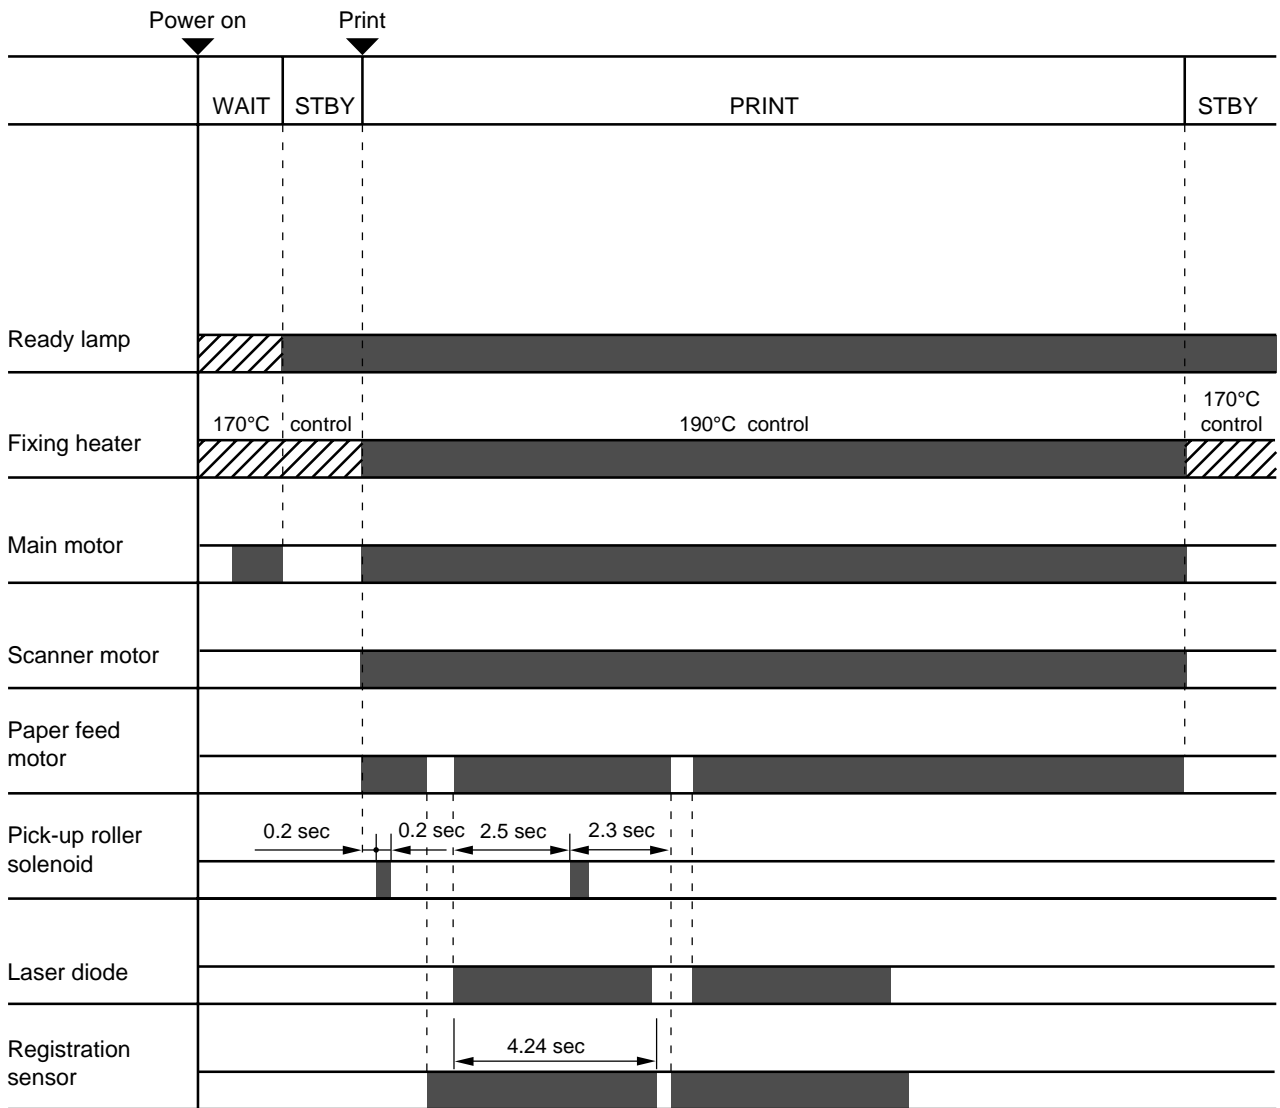 Power on Print
WAIT STBY PRINT STBY
Ready lamp
170°C control 190°C control 170°C control
Fixing heater
Main motor
Scanner motor
Paper feed
motor
Pick-up roller
solenoid
0.2 sec 0.2 sec 2.5 sec 2.3 sec
Laser diode
Registration
sensor
4.24 sec